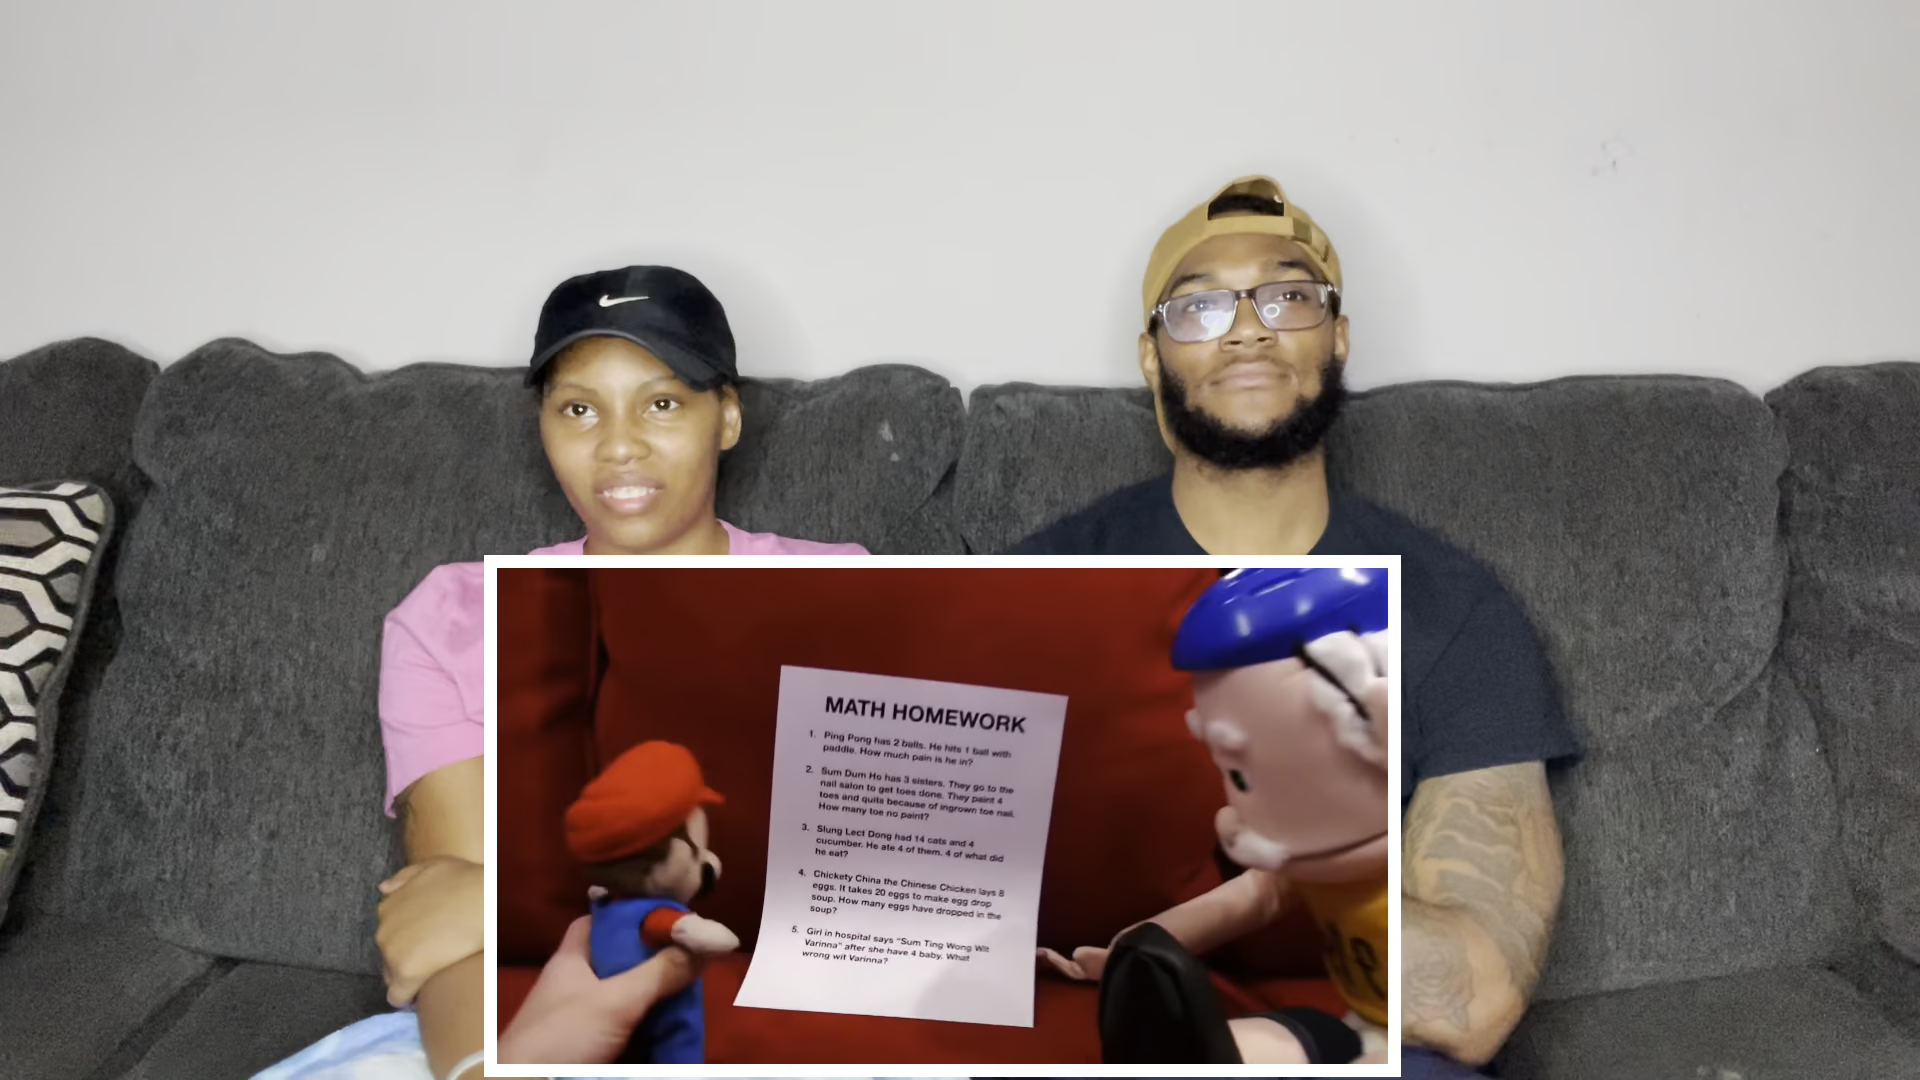 MATH HOMEWORK
1. Ping Pong has 2 balls. He hits 1 ball with
paddle. How much pain is he in?
2. Sum Dum Ho has 3 sisters. They go to the
nail salon to get toes done. They paint 4
toes and quits because of ingrown toe nail.
How many toe no paint?
3. Slung Lect Dong had 14 cats and 4
cucumber. He ate 4 of them. 4 of what did
he eat?
4. Chickety China the Chinese Chicken lays 8
eggs. It takes 20 eggs to make egg drop
soup. How many eggs have dropped in the
soup?
5. Girl in hospital says "Sum Ting Wong Wit
Varinna" after she have 4 baby. What
wrong wit Varinna?